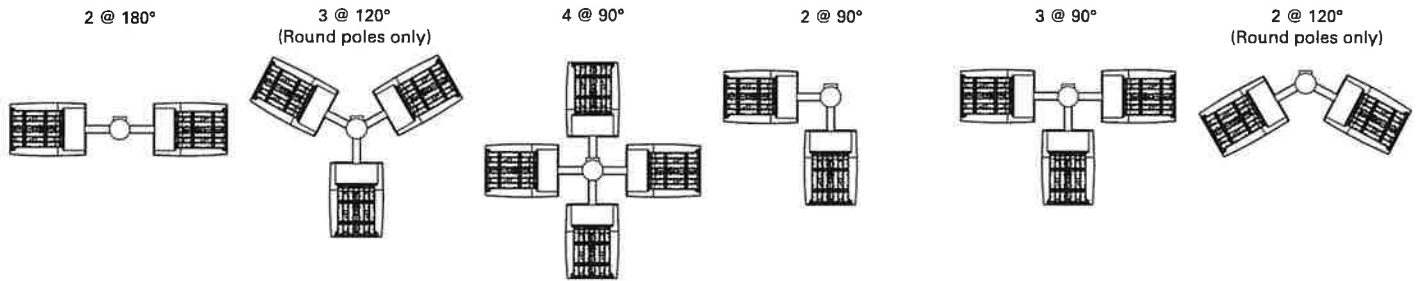 2 @ 180°
3 @ 120°
(Round poles only)
4 @ 90°
2 @ 90°
3 @ 90°
2 @ 120°
(Round poles only)